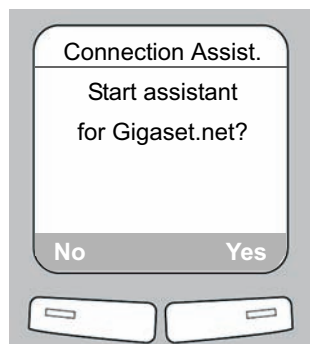 Connection Assist.
Start assistant
for Gigaset.net?
No Yes